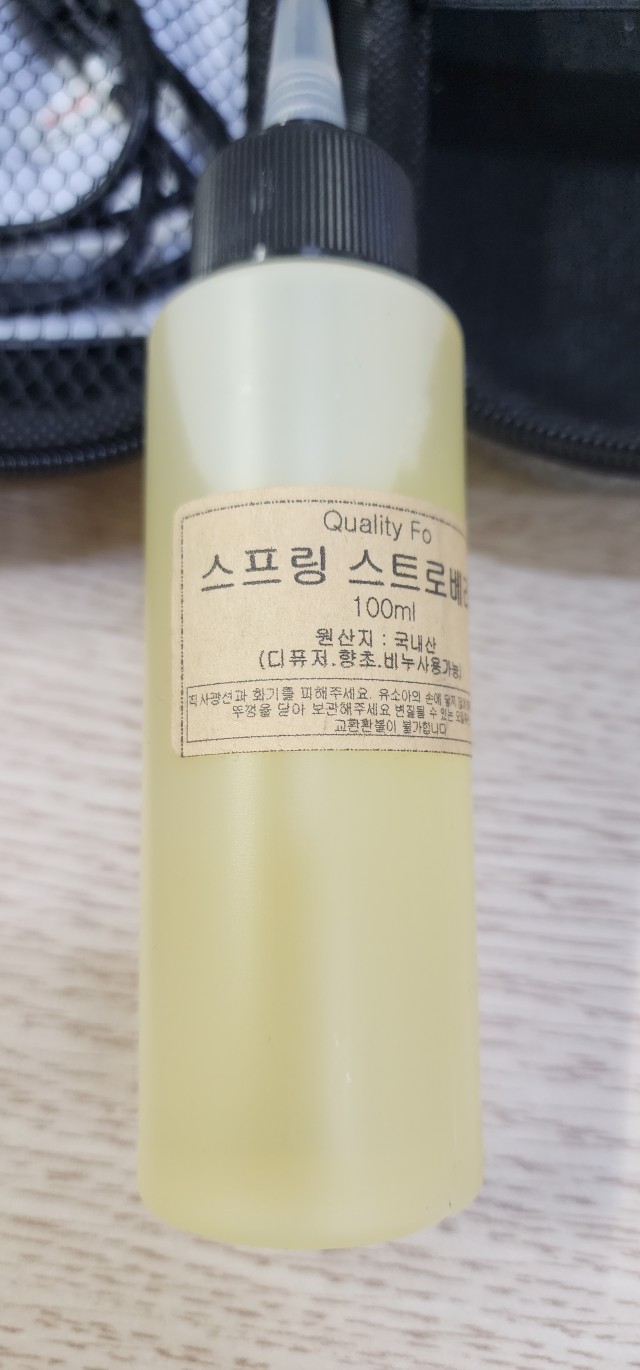 Quality Fo
스프링 스트로베
100ml
원산지 : 국내산
(디퓨저.향초.비누사용가능)
직사광선과 화기를 피해주세요. 유소아의 손에
뚜껑을 닫아 보관해주세요 변질될 수 있는
교환환불이 불가합니다